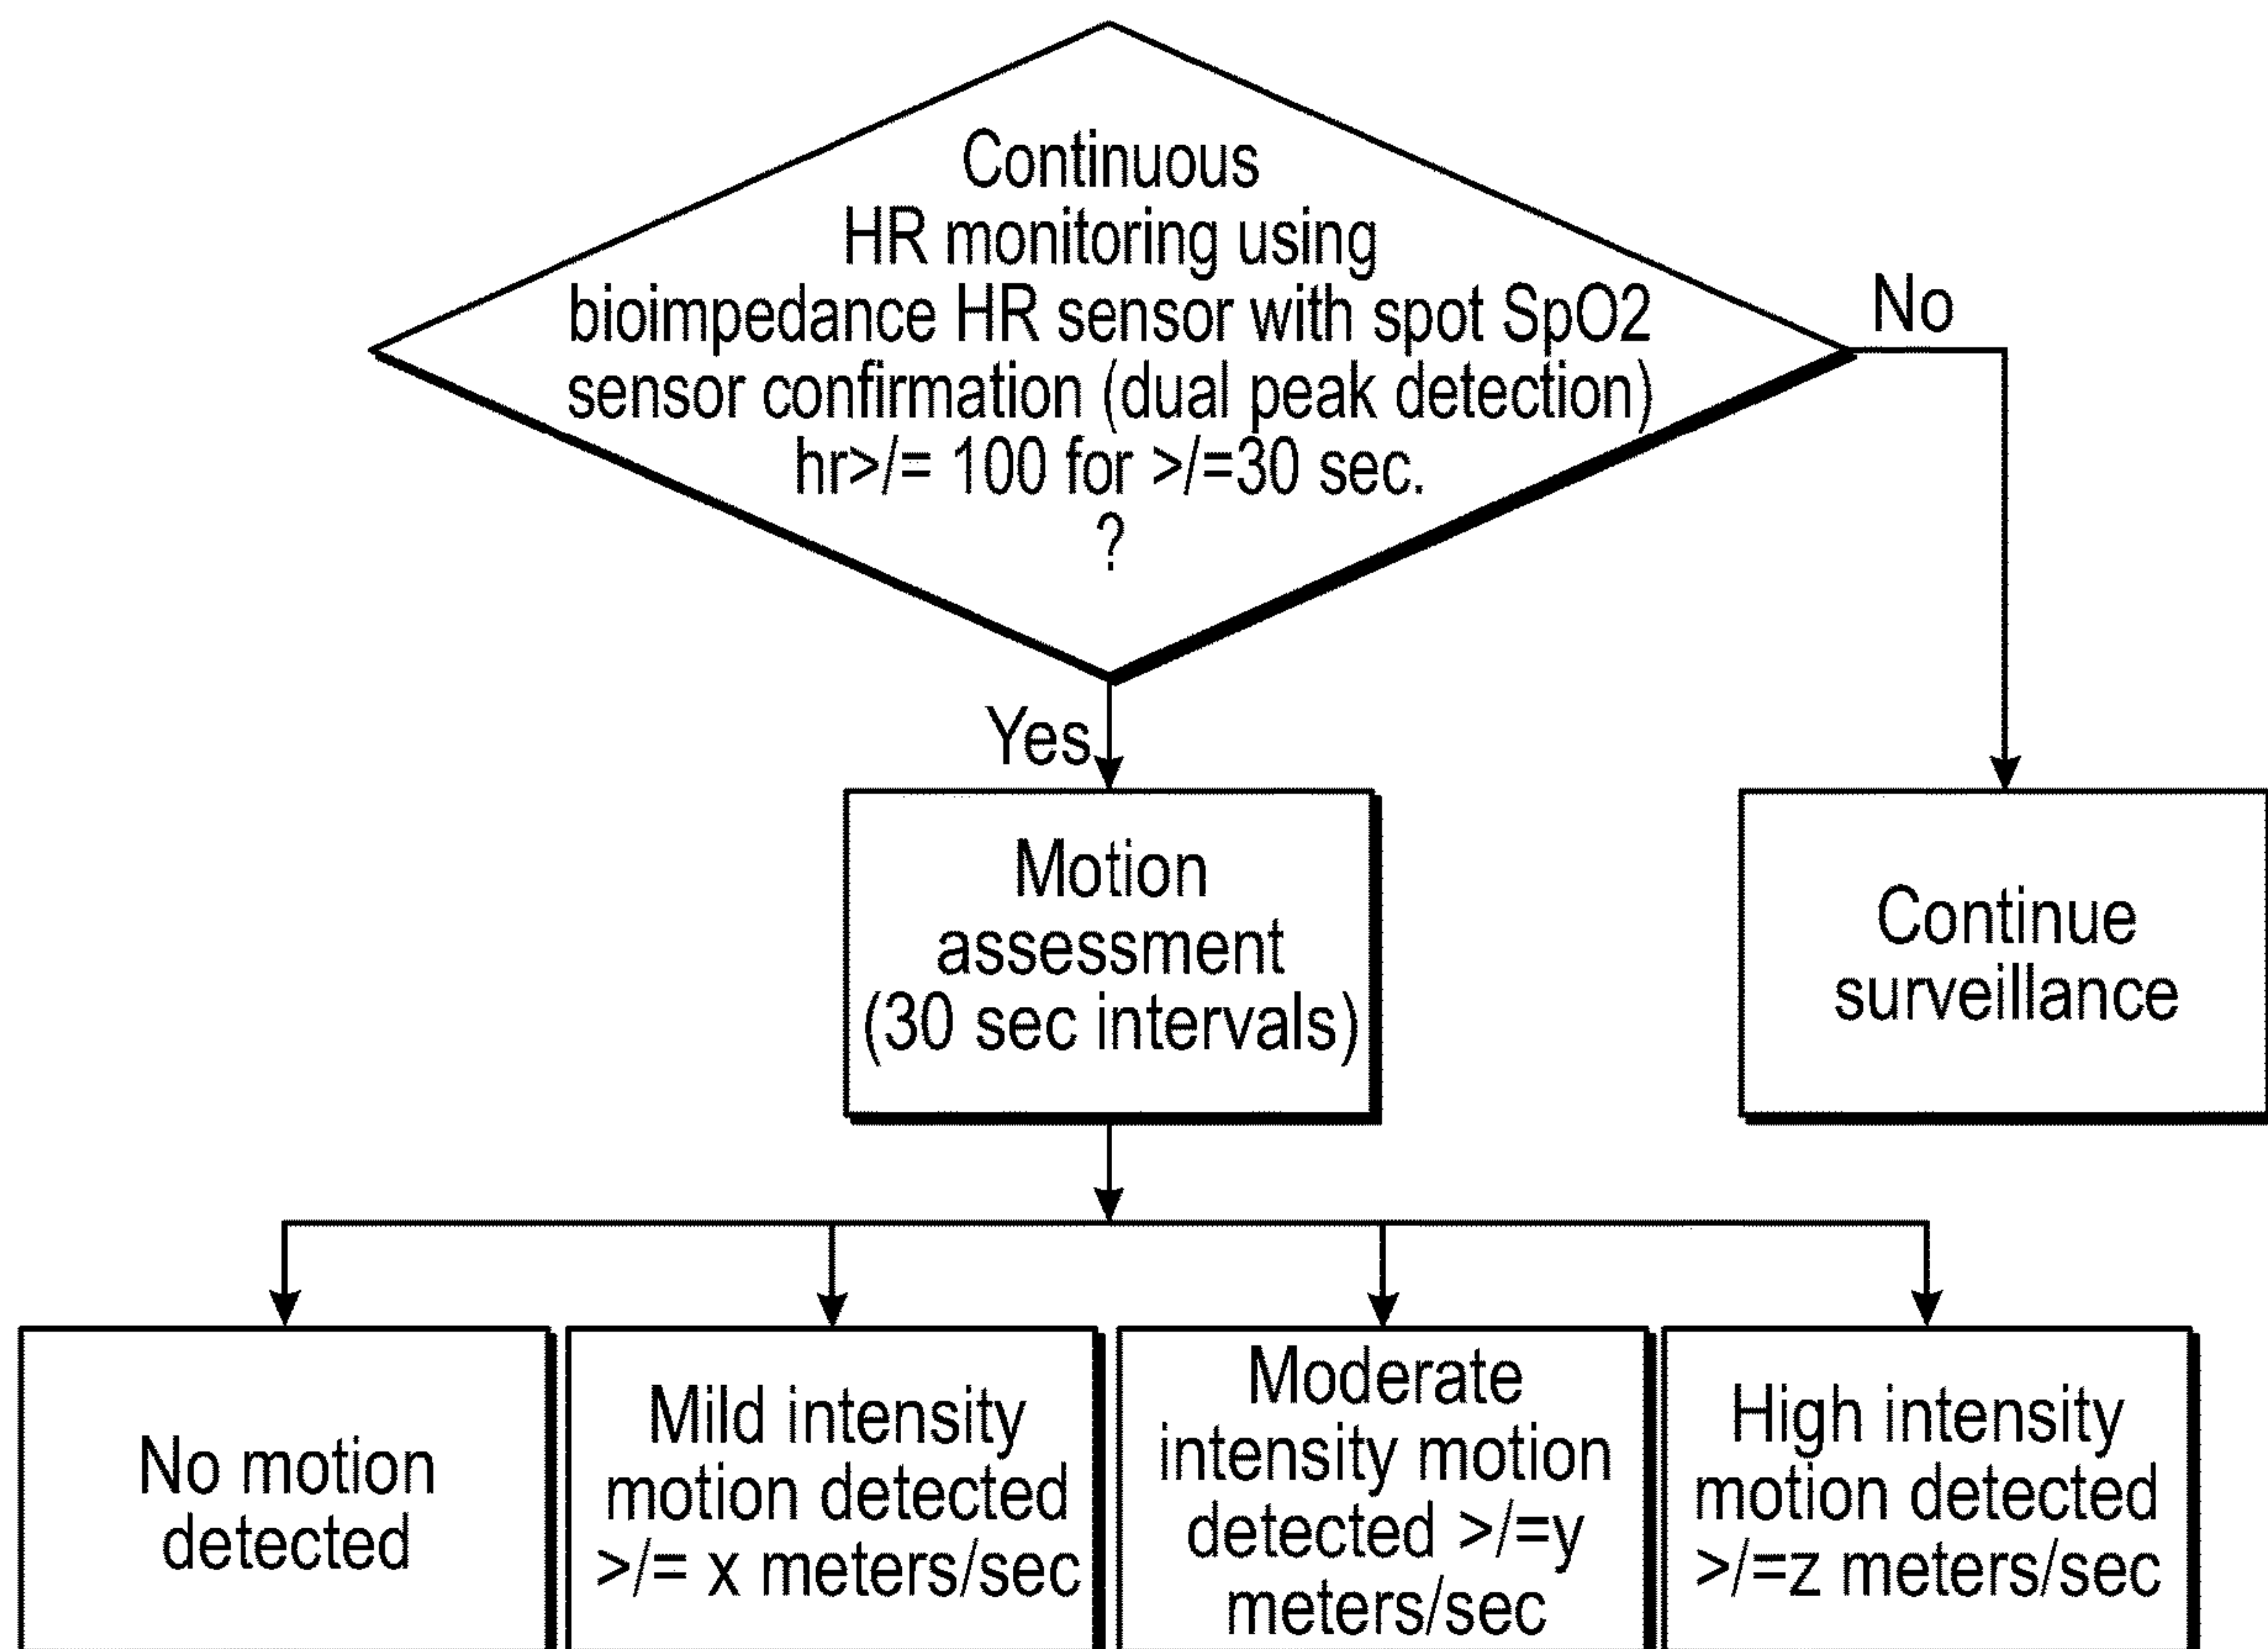 Continuous
HR monitoring using
bioimpedance HR sensor with spot SpO2
sensor confirmation (dual peak detection)
hr>/= 100 for >/=30 sec.
?
No
Yes
Motion
assessment
(30 sec intervals)
Continue
surveillance
No motion
detected
Mild intensity
motion detected
>/= x meters/sec
Moderate
intensity motion
detected >/=y
meters/sec
High intensity
motion detected
>/=z meters/sec